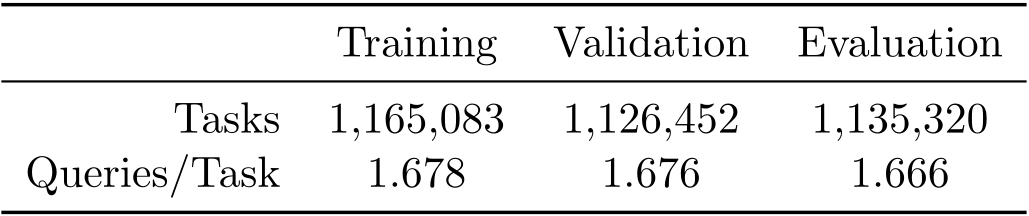 Training Validation Evaluation
Tasks 1,165,083 1,126,452 1,135,320
Queries/Task 1.678 1.676 1.666